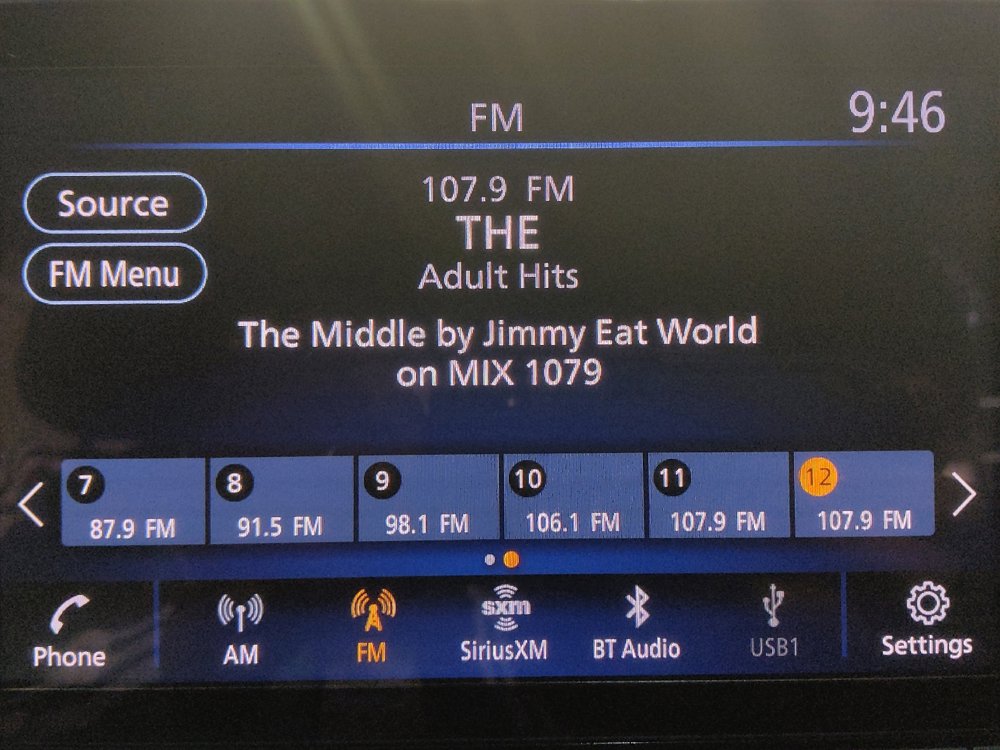 FM
9:46
Source
FM Menu
107.9 FM
THE
Adult Hits
The Middle by Jimmy Eat World
on MIX 1079
7
87.9 FM
8
91.5 FM
9
98.1 FM
10
106.1 FM
11
107.9 FM
12
107.9 FM
Phone
AM
FM
sxm
SiriusXM
BT Audio
USB1
Settings